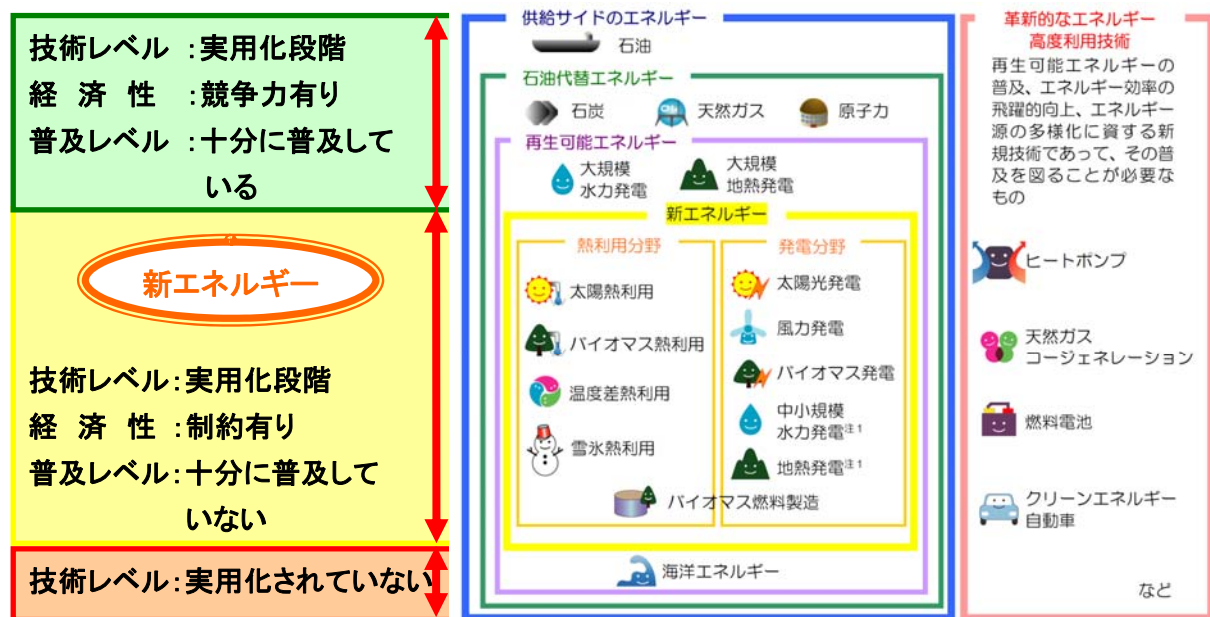 技術レベル ：実用化段階
経 済 性 ：競争力有り
普及レベル ：十分に普及して
いる
新エネルギー
技術レベル：実用化段階
経 済 性 ：制約有り
普及レベル：十分に普及して
いない
技術レベル：実用化されていない
供給サイドのエネルギー
石油
石油代替エネルギー
石炭
天然ガス
原子力
再生可能エネルギー
大規模
水力発電
大規模
地熱発電
新エネルギー
熱利用分野
太陽熱利用
バイオマス熱利用
温度差熱利用
雪氷熱利用
発電分野
太陽光発電
風力発電
バイオマス発電
中小規模
水力発電注1
地熱発電注1
バイオマス燃料製造
海洋エネルギー
革新的なエネルギー
高度利用技術
再生可能エネルギーの
普及、エネルギー効率の
飛躍的向上、エネルギー
源の多様化に資する新
規技術であって、その普
及を図ることが必要な
もの
ヒートポンプ
天然ガス
コージェネレーション
燃料電池
クリーンエネルギー
自動車
など